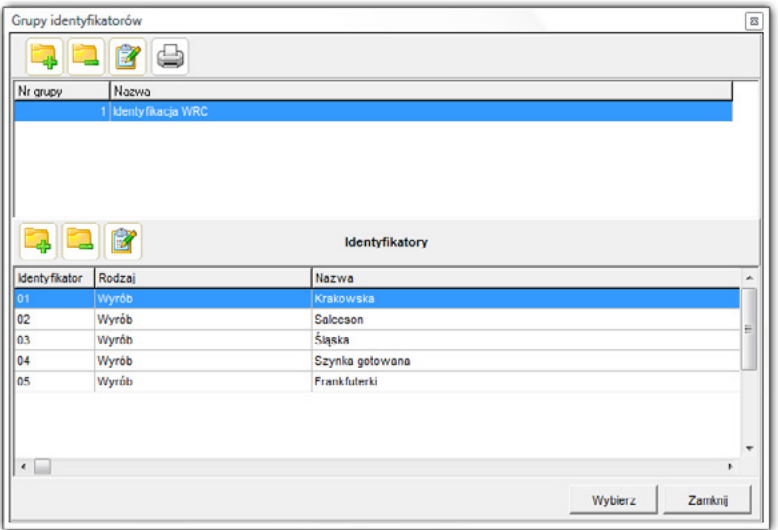 Grupy identyfikatorów
Nr grupy Nazwa
1 Identyfikacja WRC
Identyfikatory
Identyfikator Rodzaj Nazwa
01 Wyrób Krakowska
02 Wyrób Salceson
03 Wyrób Śląska
04 Wyrób Szynka gotowana
05 Wyrób Frankfuterki
Wybierz Zamknij